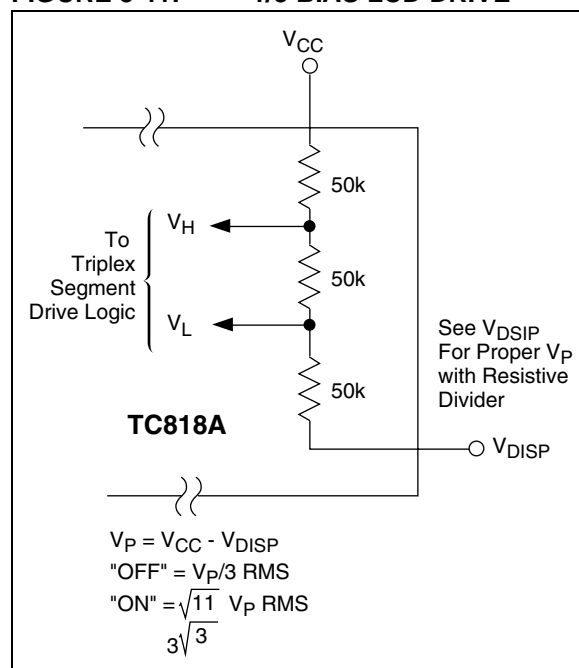 FIGURE 3-11: 1/3 BIAS LCD DRIVE
VCC
50k
VH
To
Triplex
Segment
Drive Logic
50k
VL
See VDSIP
For Proper VP
with Resistive
Divider
50k
TC818A
VDISP
VP = VCC - VDISP
"OFF" = VP/3 RMS
"ON" = √11 VP RMS
3√3